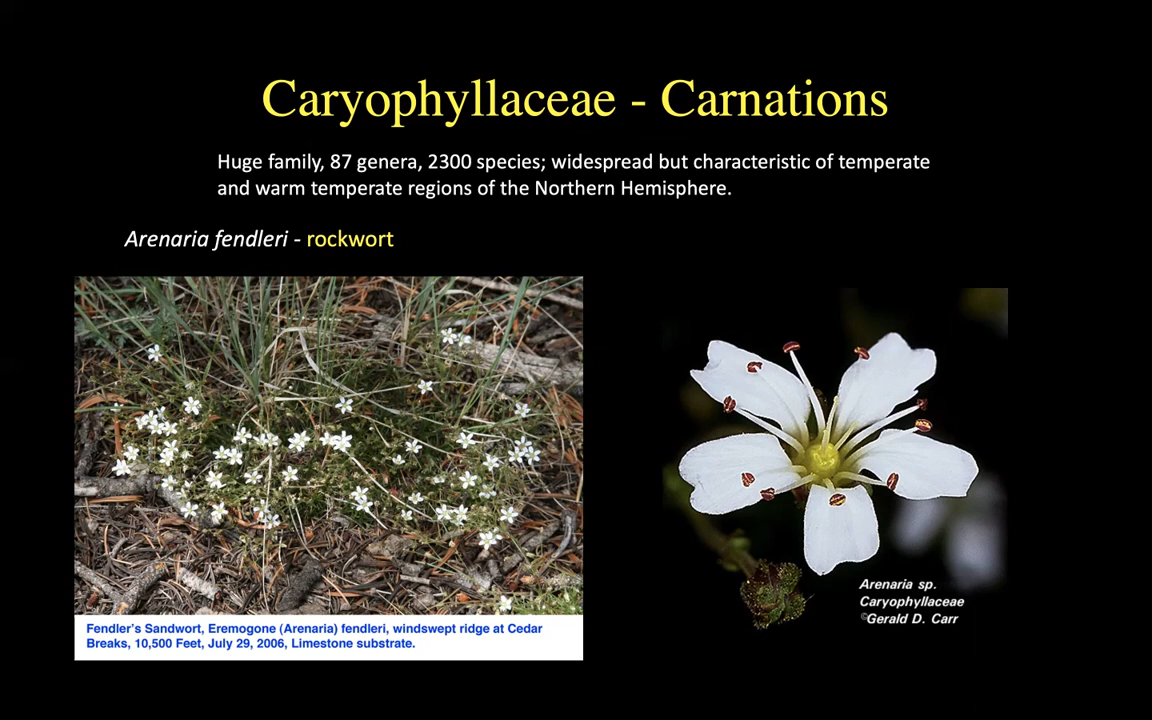 Caryophyllaceae - Carnations
Huge family, 87 genera, 2300 species; widespread but characteristic of temperate
and warm temperate regions of the Northern Hemisphere.
Arenaria fendleri - rockwort
Fendler's Sandwort, Eremogone (Arenaria) fendleri, windswept ridge at Cedar
Breaks, 10,500 Feet, July 29, 2006, Limestone substrate.
Arenaria sp.
Caryophyllaceae
©Gerald D. Carr